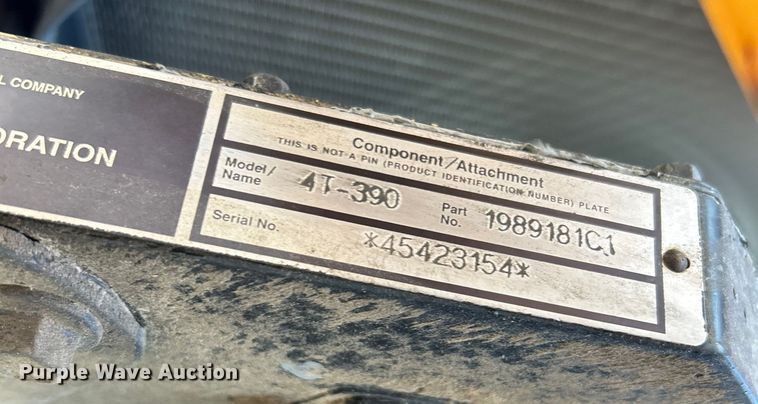 L COMPANY
ORATION
Component/Attachment
THIS IS NOT A PIN (PRODUCT IDENTIFICATION NUMBER) PLATE
Model/
Name
4T-390
Part
No.
1989181C1
Serial No.
*45423154*
Purple Wave Auction